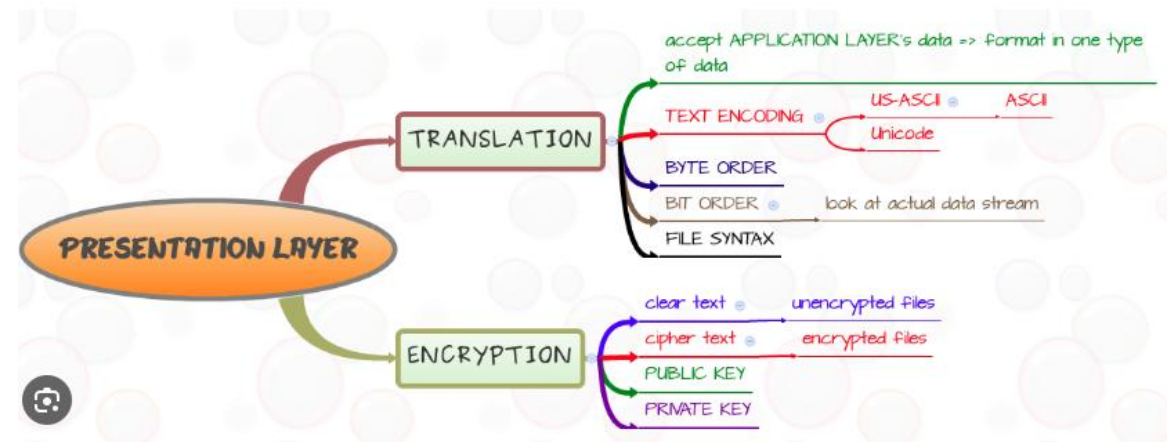 accept APPLICATION LAYER's data => format in one type
of data
TRANSLATION
TEXT ENCODING
US-ASCII
ASCII
Unicode
BYTE ORDER
BIT ORDER
look at actual data stream
FILE SYNTAX
PRESENTATION LAYER
clear text
unencrypted files
cipher text
encrypted files
ENCRYPTION
PUBLIC KEY
PRIVATE KEY